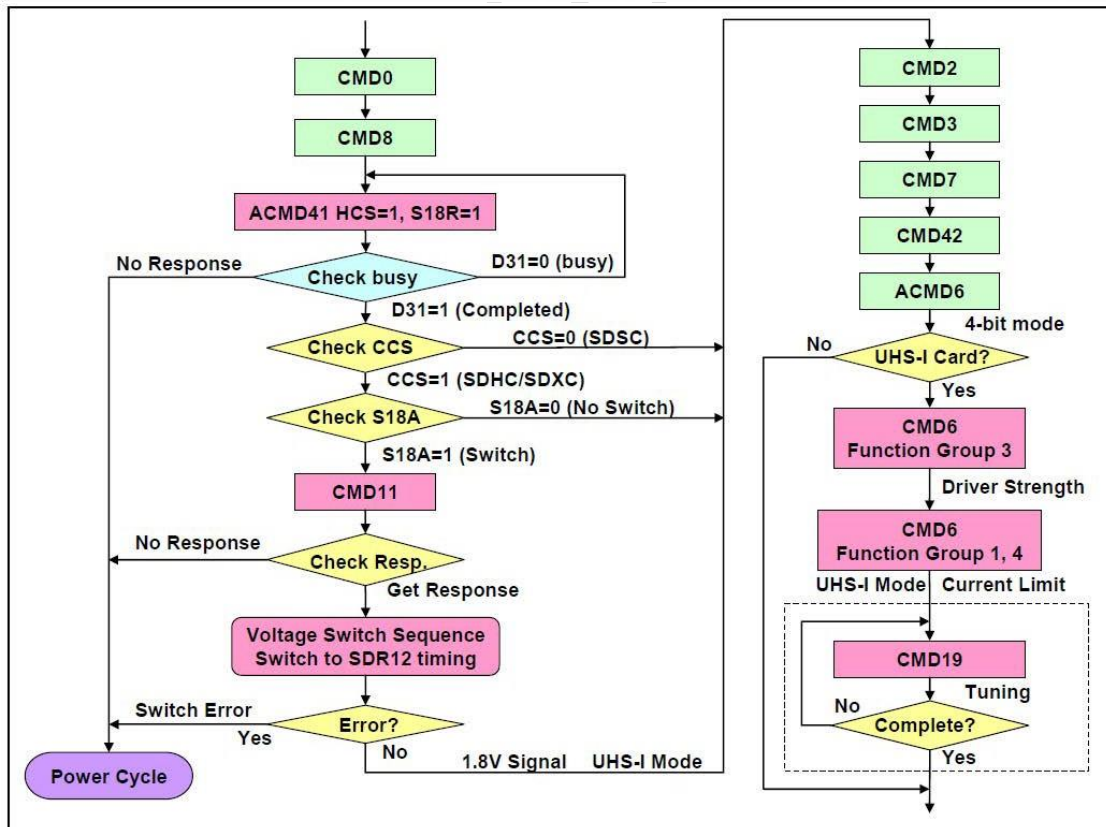 CMD0
CMD8
ACMD41 HCS=1, S18R=1
No Response
Check busy
D31=0 (busy)
D31=1 (Completed)
Check CCS
CCS=0 (SDSC)
CCS=1 (SDHC/SDXC)
Check S18A
S18A=0 (No Switch)
S18A=1 (Switch)
CMD11
No Response
Check Resp.
Get Response
Voltage Switch Sequence
Switch to SDR12 timing
Switch Error
Yes
Error?
No
1.8V Signal UHS-I Mode
Power Cycle
CMD2
CMD3
CMD7
CMD42
ACMD6
4-bit mode
No
UHS-I Card?
Yes
CMD6
Function Group 3
Driver Strength
CMD6
Function Group 1, 4
UHS-I Mode
Current Limit
CMD19
Tuning
No
Complete?
Yes